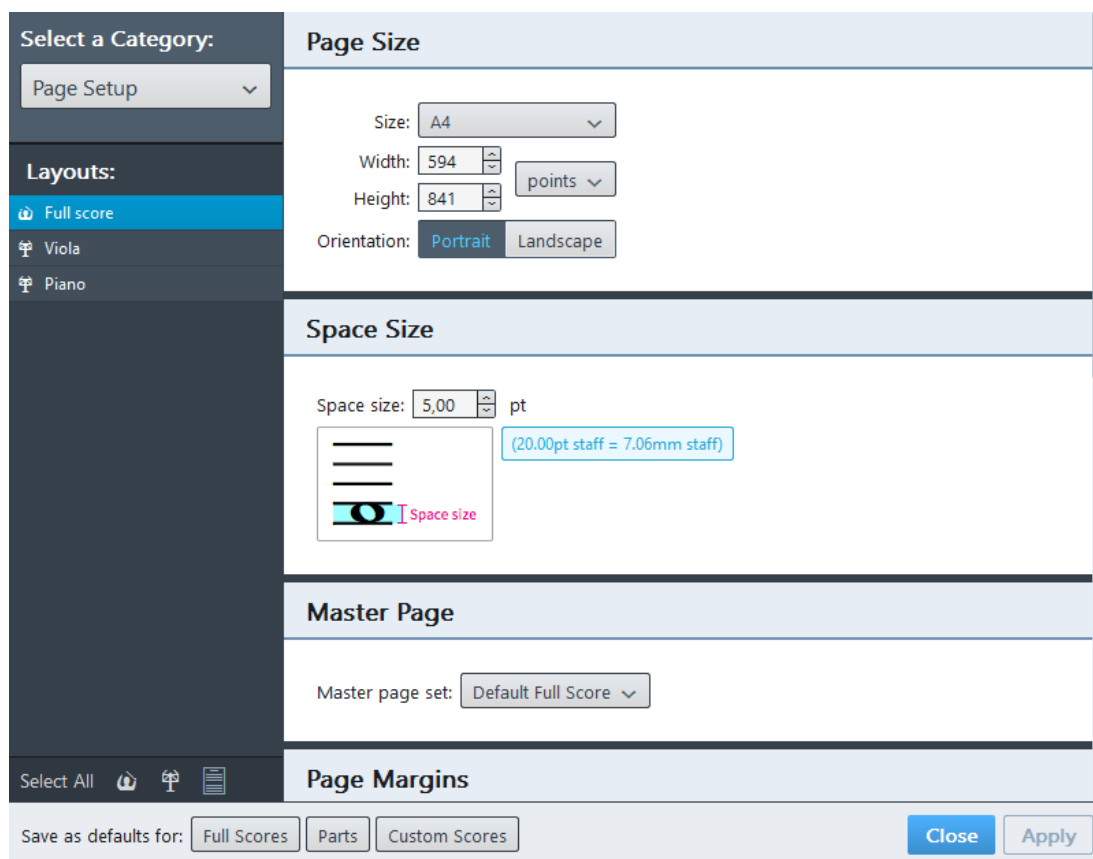 Select a Category:
Page Setup
Layouts:
Full score
Viola
Piano
Select All
Page Size
Size: A4
Width: 594
points
Height: 841
Orientation: Portrait Landscape
Space Size
Space size: 5,00 pt
(20.00pt staff = 7.06mm staff)
Space size
Master Page
Master page set: Default Full Score
Page Margins
Save as defaults for: Full Scores Parts Custom Scores Close Apply